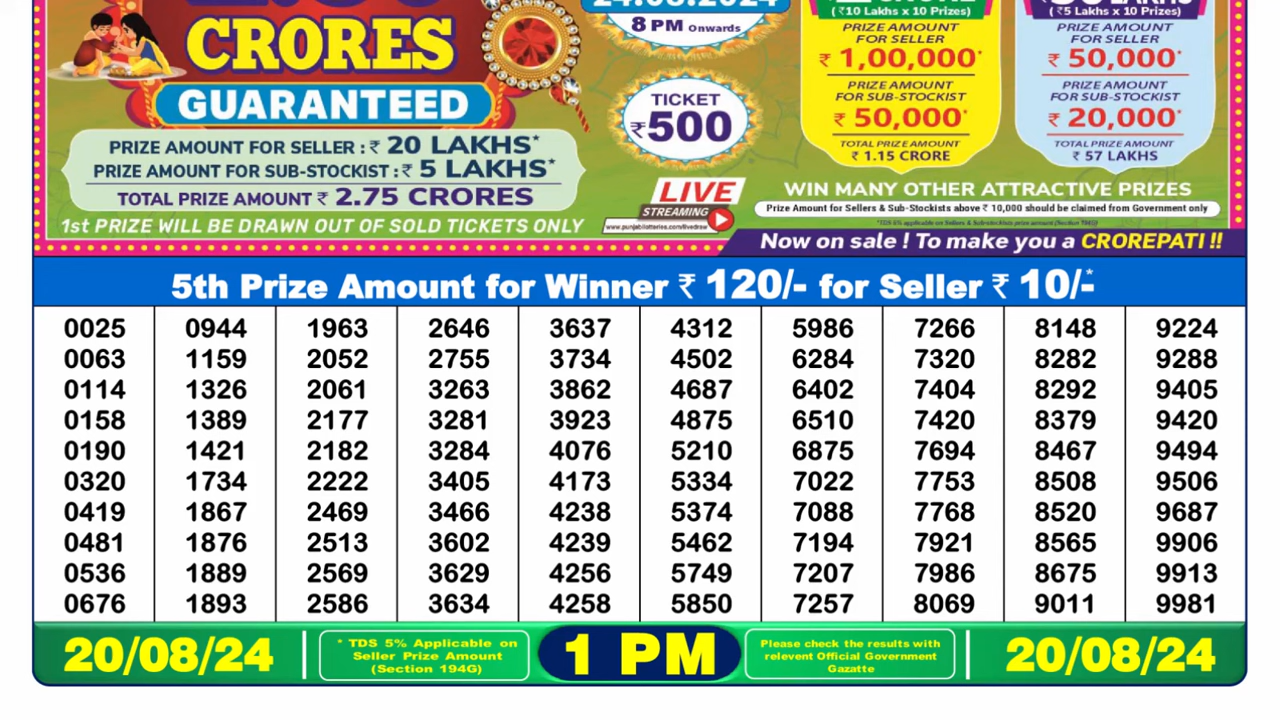 CRORES
GUARANTEED
PRIZE AMOUNT FOR SELLER : ₹ 20 LAKHS*
PRIZE AMOUNT FOR SUB-STOCKIST : ₹ 5 LAKHS*
TOTAL PRIZE AMOUNT ₹ 2.75 CRORES
1st PRIZE WILL BE DRAWN OUT OF SOLD TICKETS ONLY
8 PM Onwards
TICKET
₹500
LIVE
STREAMING
www.punjablotteries.com/livedraw
(₹10 Lakhs x 10 Prizes)
PRIZE AMOUNT
FOR SELLER
₹ 1,00,000*
PRIZE AMOUNT
FOR SUB-STOCKIST
₹ 50,000*
TOTAL PRIZE AMOUNT
₹ 1.15 CRORE
(₹5 Lakhs x 10 Prizes)
PRIZE AMOUNT
FOR SELLER
₹ 50,000*
PRIZE AMOUNT
FOR SUB-STOCKIST
₹ 20,000*
TOTAL PRIZE AMOUNT
₹ 57 LAKHS
WIN MANY OTHER ATTRACTIVE PRIZES
Prize Amount for Sellers & Sub-Stockists above ₹ 10,000 should be claimed from Government only
Now on sale ! To make you a CROREPATI !!
5th Prize Amount for Winner ₹ 120/- for Seller ₹ 10/-*
0025 0944 1963 2646 3637 4312 5986 7266 8148 9224
0063 1159 2052 2755 3734 4502 6284 7320 8282 9288
0114 1326 2061 3263 3862 4687 6402 7404 8292 9405
0158 1389 2177 3281 3923 4875 6510 7420 8379 9420
0190 1421 2182 3284 4076 5210 6875 7694 8467 9494
0320 1734 2222 3405 4173 5334 7022 7753 8508 9506
0419 1867 2469 3466 4238 5374 7088 7768 8520 9687
0481 1876 2513 3602 4239 5462 7194 7921 8565 9906
0536 1889 2569 3629 4256 5749 7207 7986 8675 9913
0676 1893 2586 3634 4258 5850 7257 8069 9011 9981
20/08/24
* TDS 5% Applicable on
Seller Prize Amount
(Section 194G)
1 PM
Please check the results with
relevent Official Government
Gazatte
20/08/24